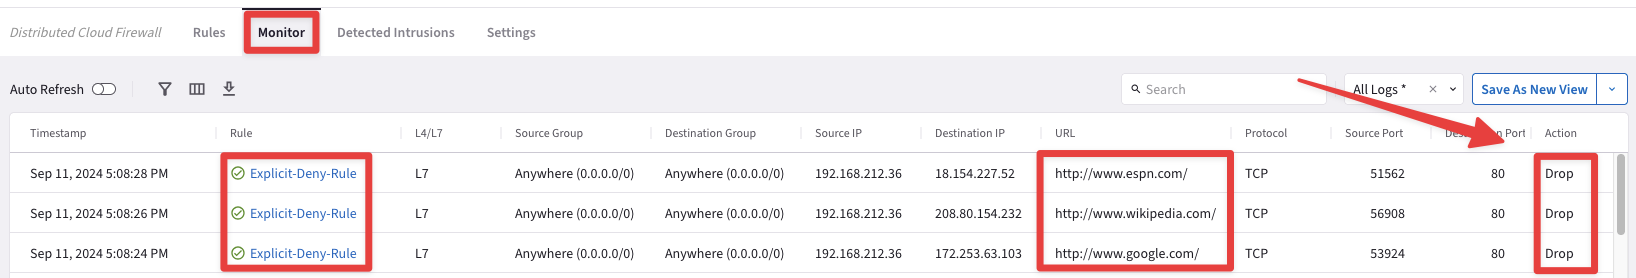 Distributed Cloud Firewall Rules Monitor Detected Intrusions Settings
Auto Refresh Search All Logs * Save As New View
Timestamp Rule L4/L7 Source Group Destination Group Source IP Destination IP URL Protocol Source Port Port Action
Sep 11, 2024 5:08:28 PM Explicit-Deny-Rule L7 Anywhere (0.0.0.0/0) Anywhere (0.0.0.0/0) 192.168.212.36 18.154.227.52 http://www.espn.com/ TCP 51562 80 Drop
Sep 11, 2024 5:08:26 PM Explicit-Deny-Rule L7 Anywhere (0.0.0.0/0) Anywhere (0.0.0.0/0) 192.168.212.36 208.80.154.232 http://www.wikipedia.com/ TCP 56908 80 Drop
Sep 11, 2024 5:08:24 PM Explicit-Deny-Rule L7 Anywhere (0.0.0.0/0) Anywhere (0.0.0.0/0) 192.168.212.36 172.253.63.103 http://www.google.com/ TCP 53924 80 Drop